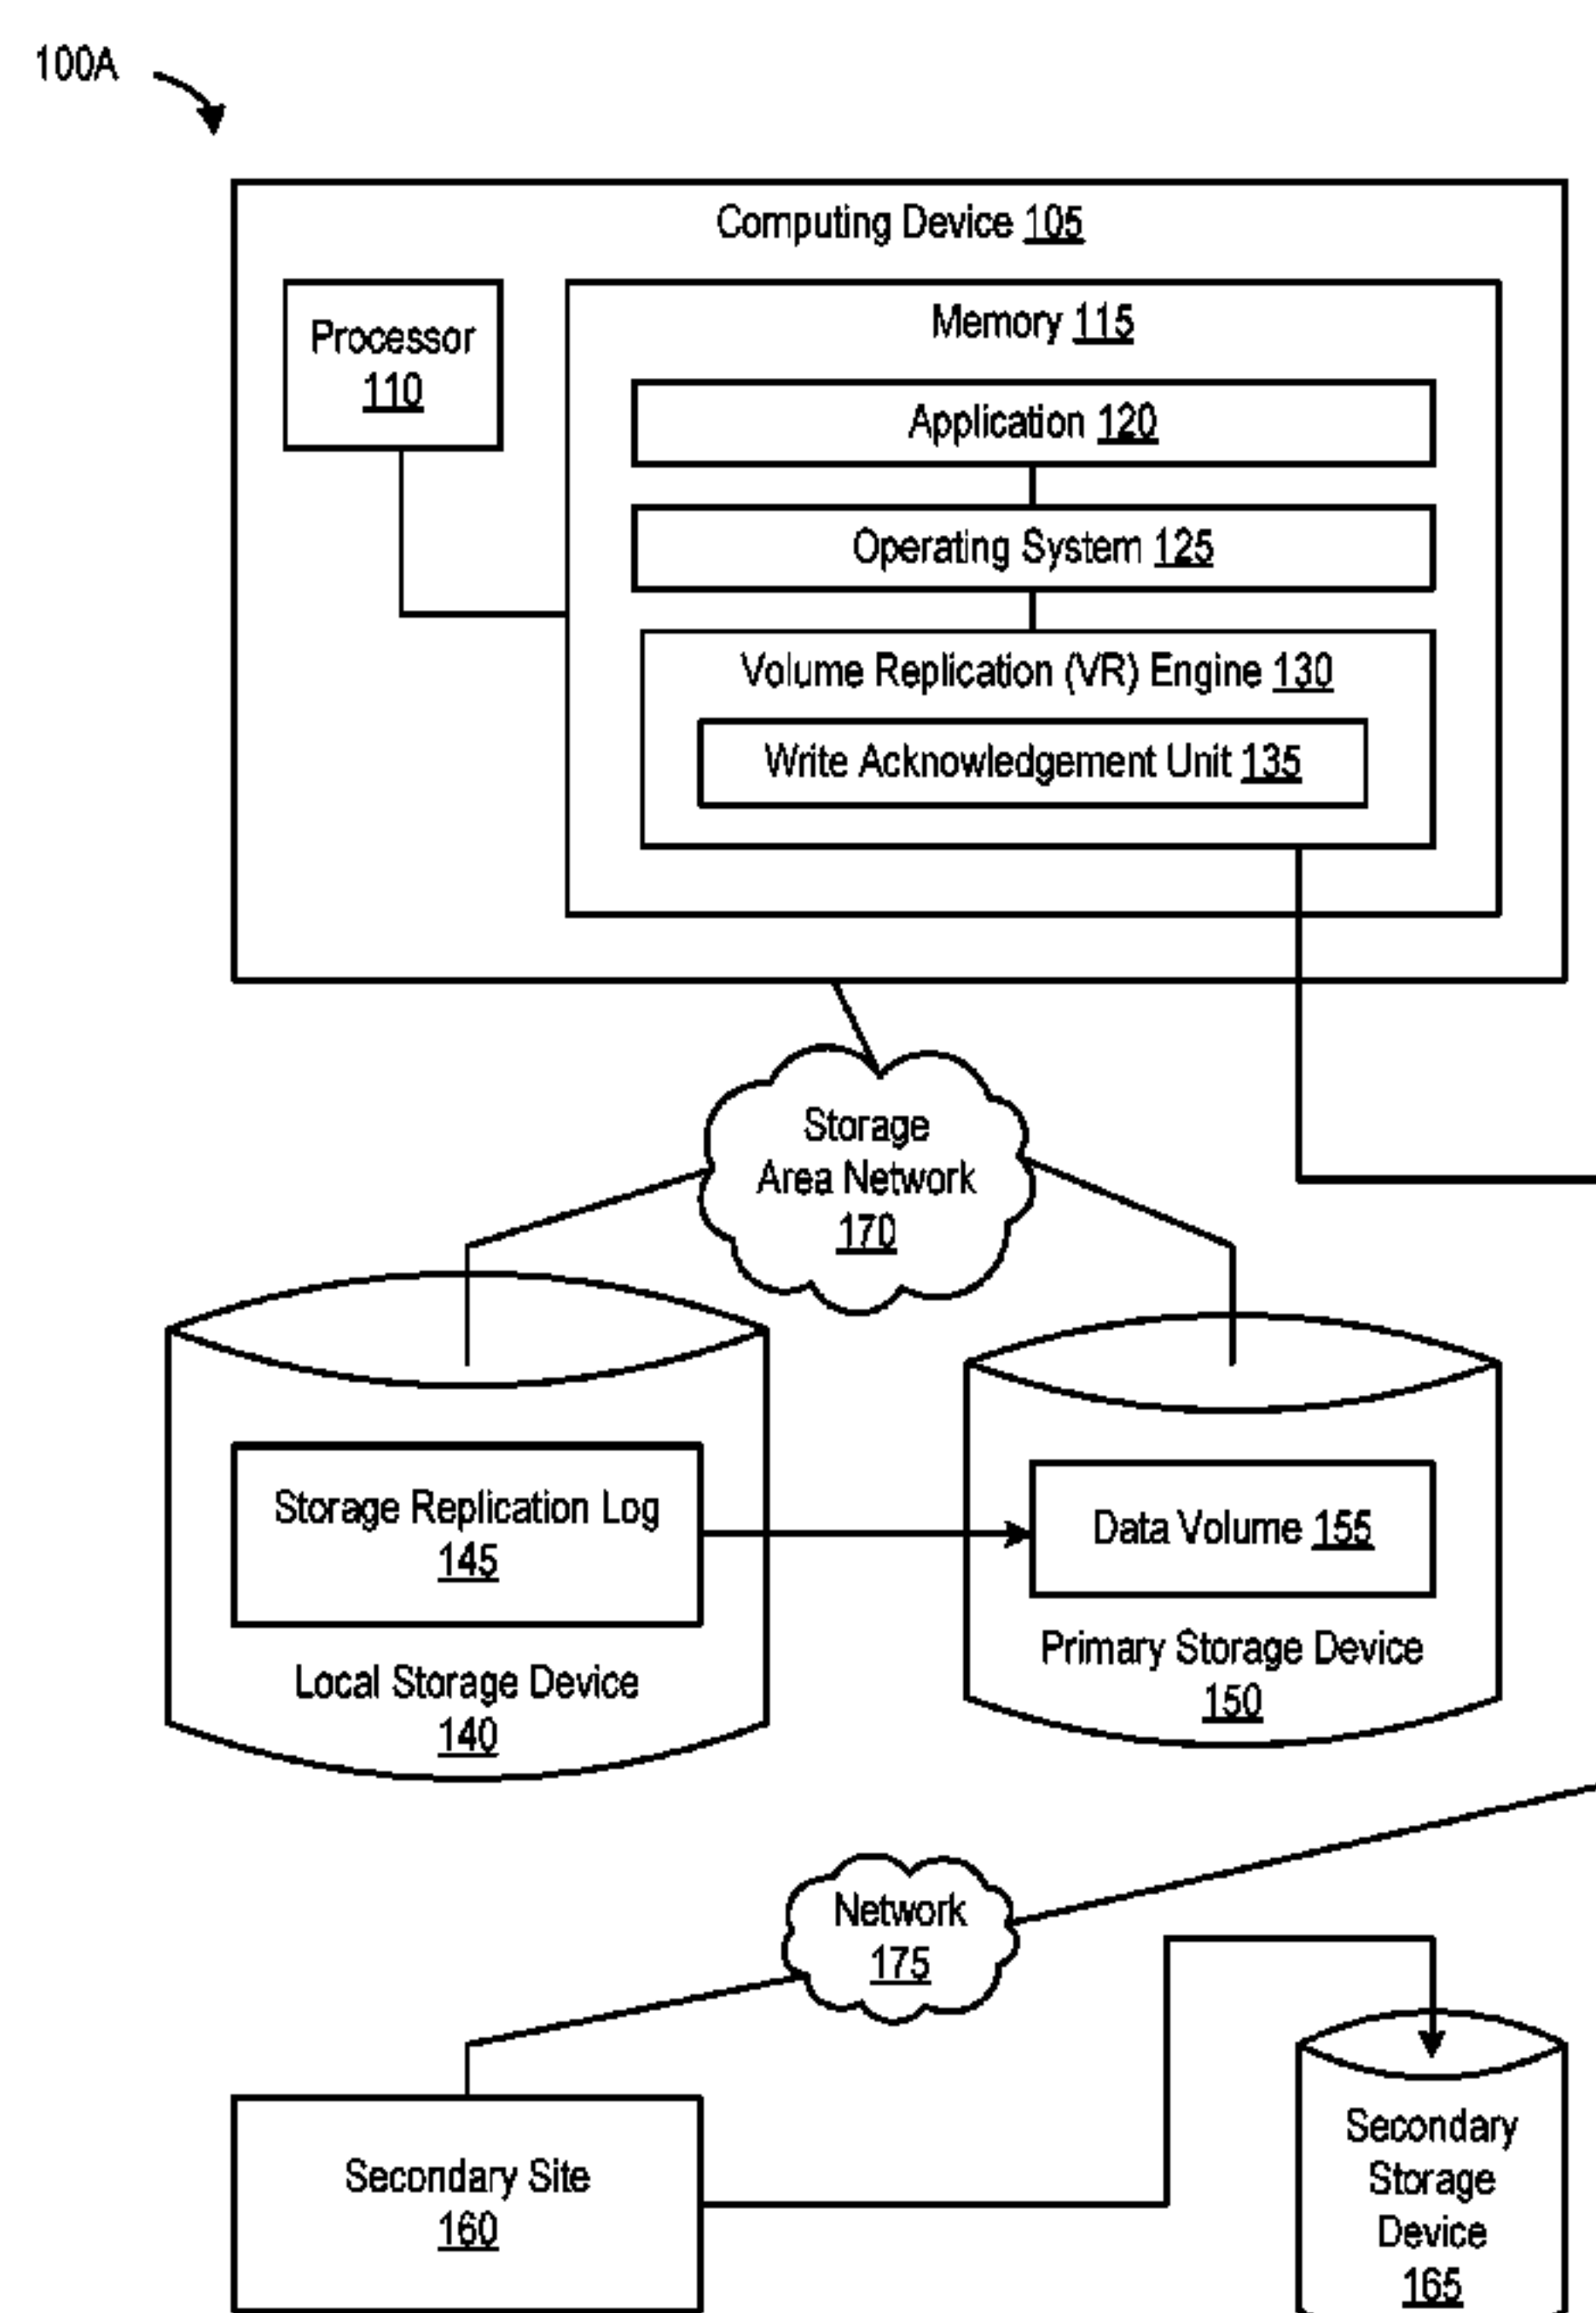 100A
Computing Device 105
Processor
110
Memory 115
Application 120
Operating System 125
Volume Replication (VR) Engine 130
Write Acknowledgement Unit 135
Storage
Area Network
170
Storage Replication Log
145
Local Storage Device
140
Data Volume 155
Primary Storage Device
150
Network
175
Secondary Site
160
Secondary
Storage
Device
165